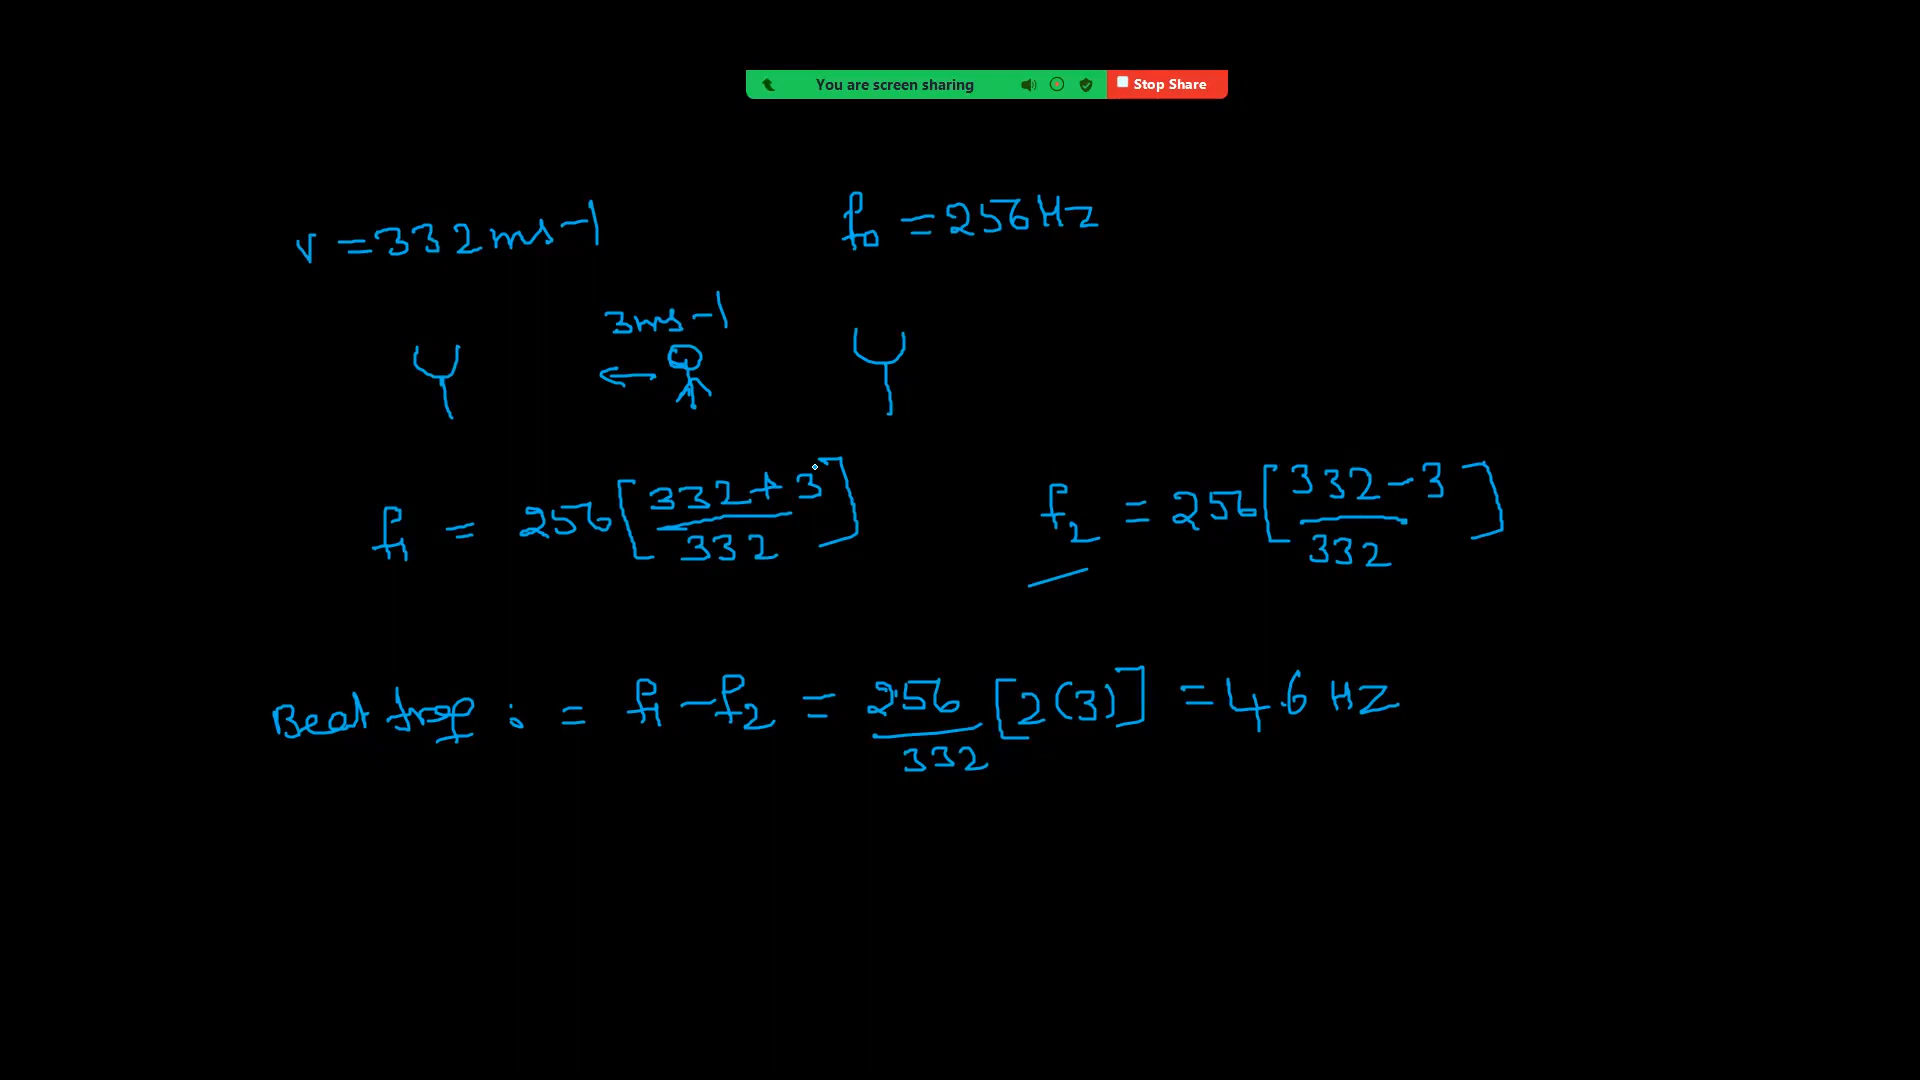 You are screen sharing Stop Share
v = 332 ms-1 f0 = 256 Hz
3ms-1
f1 = 256 [ 332 + 3 / 332 ] f2 = 256 [ 332 - 3 / 332 ]
Beat freq : = f1 - f2 = 256 / 332 [ 2 (3) ] = 4.6 Hz